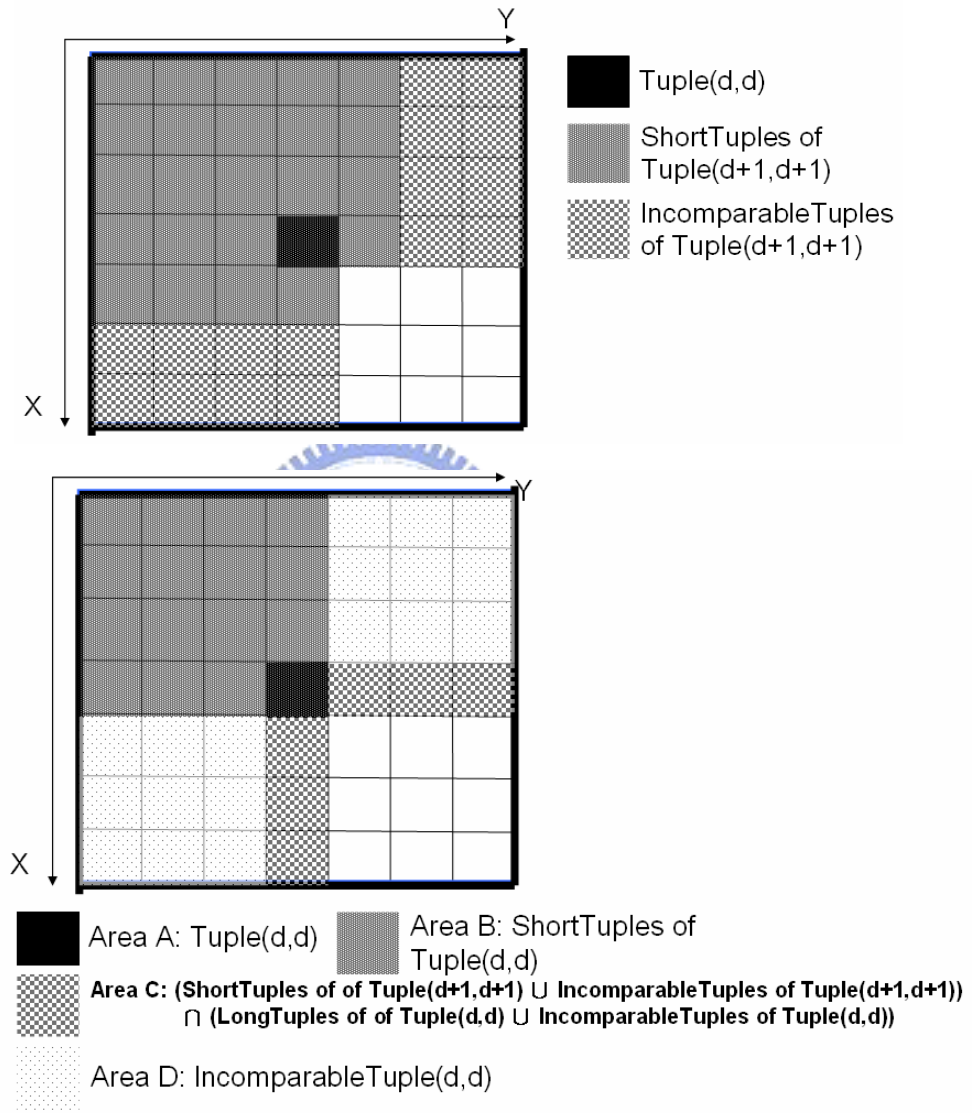 Y
Tuple(d,d)
ShortTuples of
Tuple(d+1,d+1)
IncomparableTuples
of Tuple(d+1,d+1)
X
Y
X
Area A: Tuple(d,d)
Area B: ShortTuples of
Tuple(d,d)
Area C: (ShortTuples of of Tuple(d+1,d+1) ∪ IncomparableTuples of Tuple(d+1,d+1))
∩ (LongTuples of of Tuple(d,d) ∪ IncomparableTuples of Tuple(d,d))
Area D: IncomparableTuple(d,d)